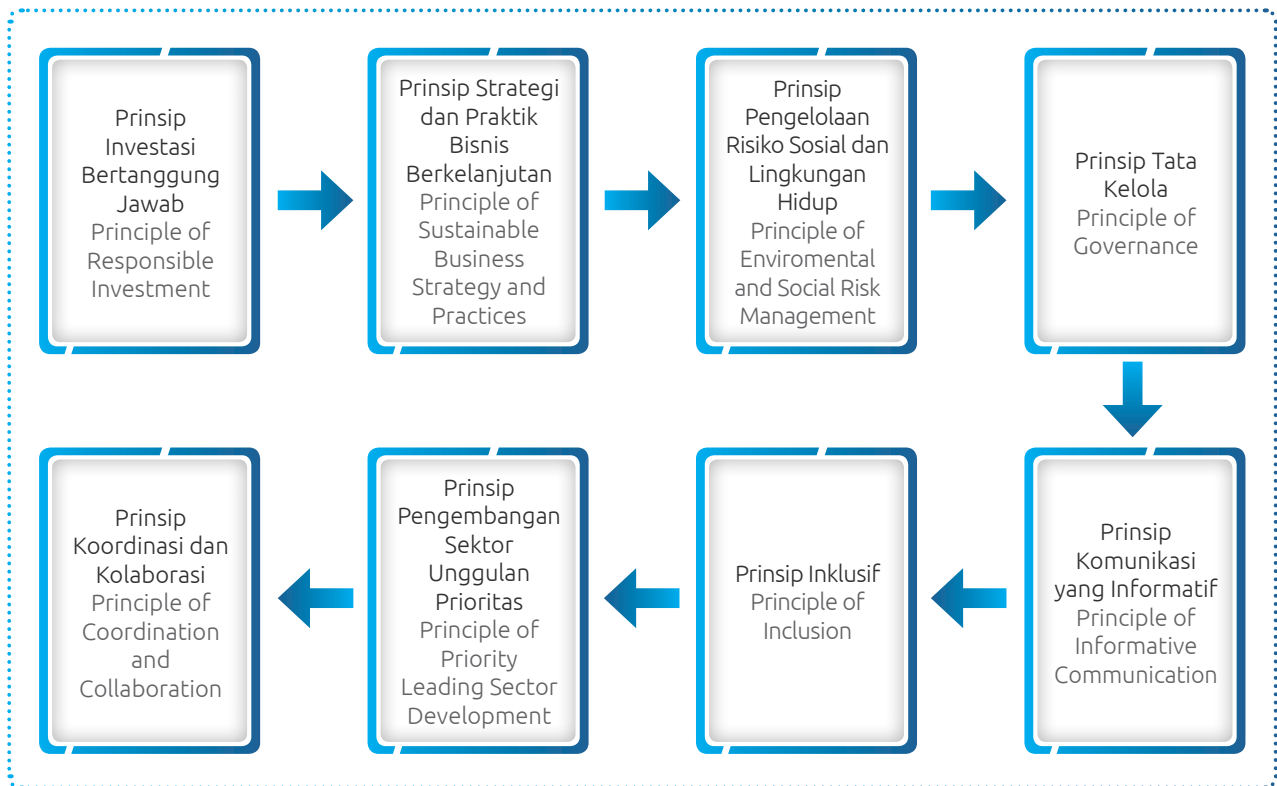 Prinsip
Investasi
Bertanggung
Jawab
Principle of
Responsible
Investment
Prinsip Strategi
dan Praktik
Bisnis
Berkelanjutan
Principle of
Sustainable
Business
Strategy and
Practices
Prinsip
Pengelolaan
Risiko Sosial dan
Lingkungan
Hidup
Principle of
Enviromental
and Social Risk
Management
Prinsip Tata
Kelola
Principle of
Governance
Prinsip
Komunikasi
yang Informatif
Principle of
Informative
Communication
Prinsip Inklusif
Principle of
Inclusion
Prinsip
Pengembangan
Sektor
Unggulan
Prioritas
Principle of
Priority
Leading Sector
Development
Prinsip
Koordinasi dan
Kolaborasi
Principle of
Coordination
and
Collaboration